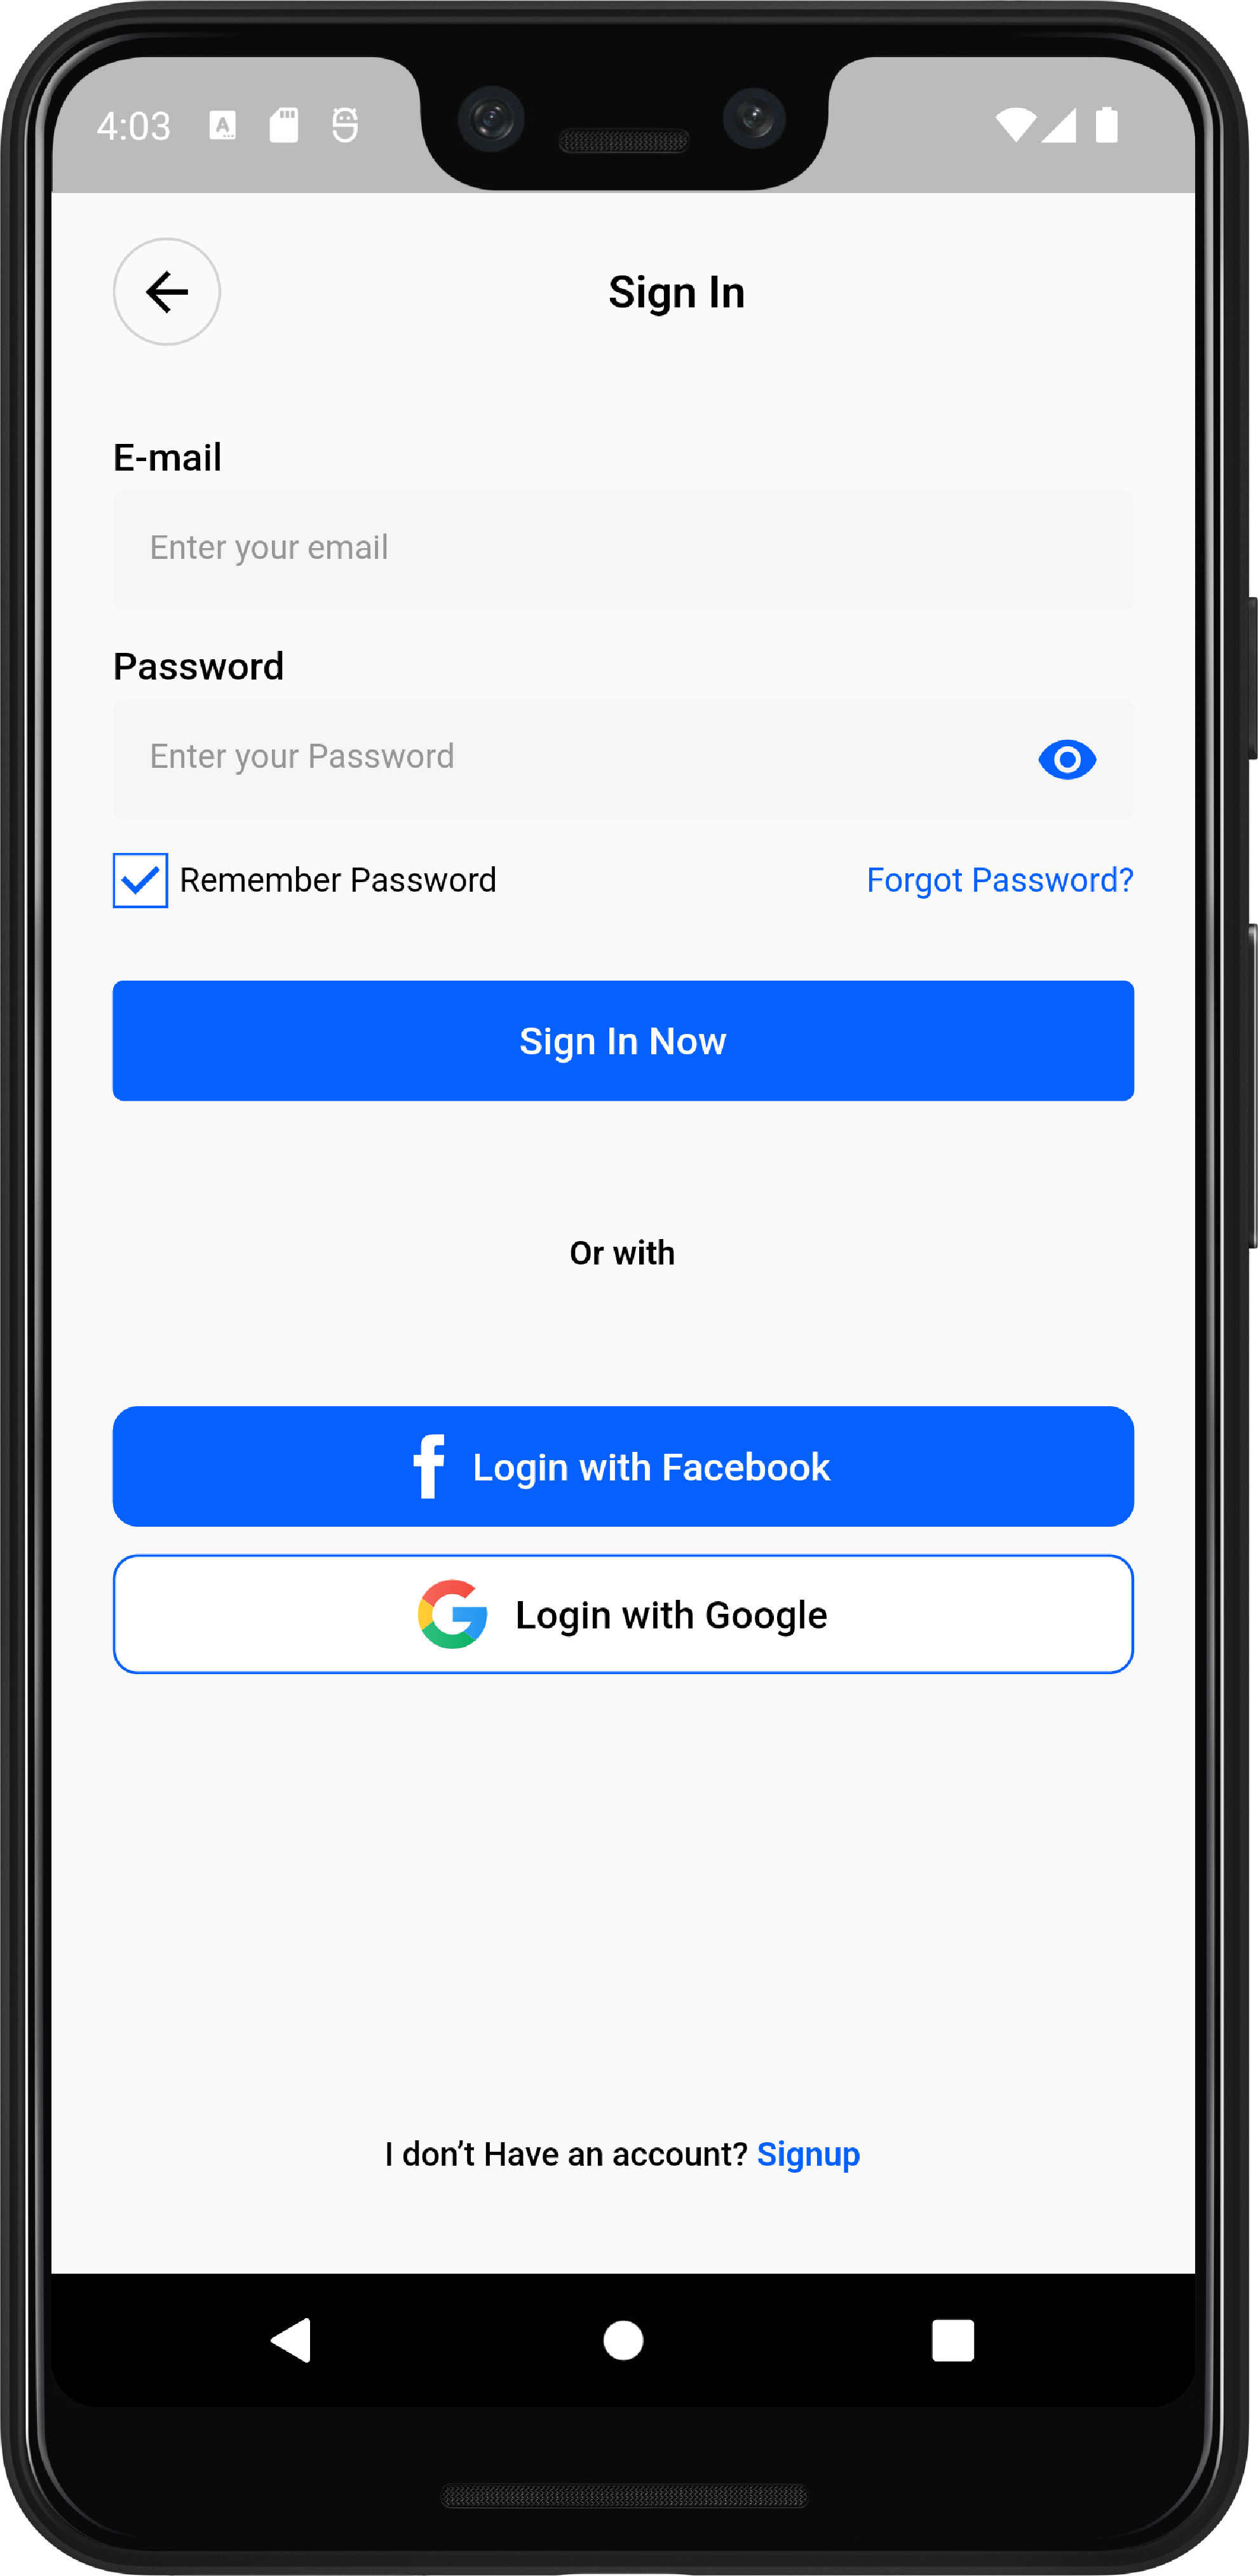 4:03
Sign In
E-mail
Enter your email
Password
Enter your Password
Remember Password
Forgot Password?
Sign In Now
Or with
Login with Facebook
Login with Google
I don’t Have an account? Signup